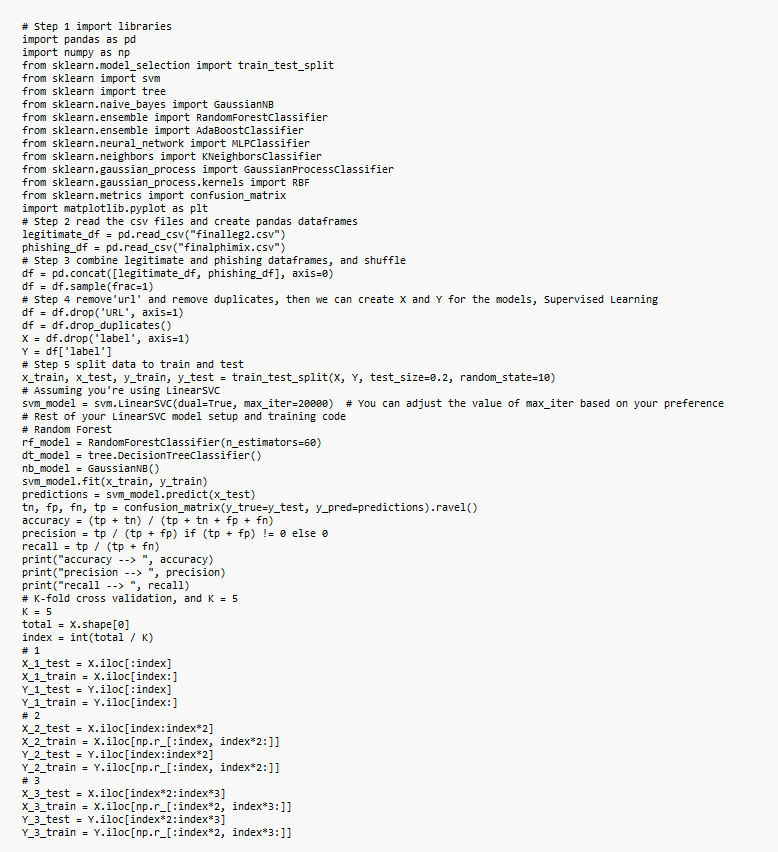 # Step 1 import libraries
import pandas as pd
import numpy as np
from sklearn.model_selection import train_test_split
from sklearn import svm
from sklearn import tree
from sklearn.naive_bayes import GaussianNB
from sklearn.ensemble import RandomForestClassifier
from sklearn.ensemble import AdaBoostClassifier
from sklearn.neural_network import MLPClassifier
from sklearn.neighbors import KNeighborsClassifier
from sklearn.gaussian_process import GaussianProcessClassifier
from sklearn.gaussian_process.kernels import RBF
from sklearn.metrics import confusion_matrix
import matplotlib.pyplot as plt
# Step 2 read the csv files and create pandas dataframes
legitimate_df = pd.read_csv("finalleg2.csv")
phishing_df = pd.read_csv("finalphimix.csv")
# Step 3 combine legitimate and phishing dataframes, and shuffle
df = pd.concat([legitimate_df, phishing_df], axis=0)
df = df.sample(frac=1)
# Step 4 remove'url' and remove duplicates, then we can create X and Y for the models, Supervised Learning
df = df.drop('URL', axis=1)
df = df.drop_duplicates()
X = df.drop('label', axis=1)
Y = df['label']
# Step 5 split data to train and test
x_train, x_test, y_train, y_test = train_test_split(X, Y, test_size=0.2, random_state=10)
# Assuming you're using LinearSVC
svm_model = svm.LinearSVC(dual=True, max_iter=20000)  # You can adjust the value of max_iter based on your preference
# Rest of your LinearSVC model setup and training code
# Random Forest
rf_model = RandomForestClassifier(n_estimators=60)
dt_model = tree.DecisionTreeClassifier()
nb_model = GaussianNB()
svm_model.fit(x_train, y_train)
predictions = svm_model.predict(x_test)
tn, fp, fn, tp = confusion_matrix(y_true=y_test, y_pred=predictions).ravel()
accuracy = (tp + tn) / (tp + tn + fp + fn)
precision = tp / (tp + fp) if (tp + fp) != 0 else 0
recall = tp / (tp + fn)
print("accuracy --> ", accuracy)
print("precision --> ", precision)
print("recall --> ", recall)
# K-fold cross validation, and K = 5
K = 5
total = X.shape[0]
index = int(total / K)
# 1
X_1_test = X.iloc[:index]
X_1_train = X.iloc[index:]
Y_1_test = Y.iloc[:index]
Y_1_train = Y.iloc[index:]
# 2
X_2_test = X.iloc[index:index*2]
X_2_train = X.iloc[np.r_[:index, index*2:]]
Y_2_test = Y.iloc[index:index*2]
Y_2_train = Y.iloc[np.r_[:index, index*2:]]
# 3
X_3_test = X.iloc[index*2:index*3]
X_3_train = X.iloc[np.r_[:index*2, index*3:]]
Y_3_test = Y.iloc[index*2:index*3]
Y_3_train = Y.iloc[np.r_[:index*2, index*3:]]